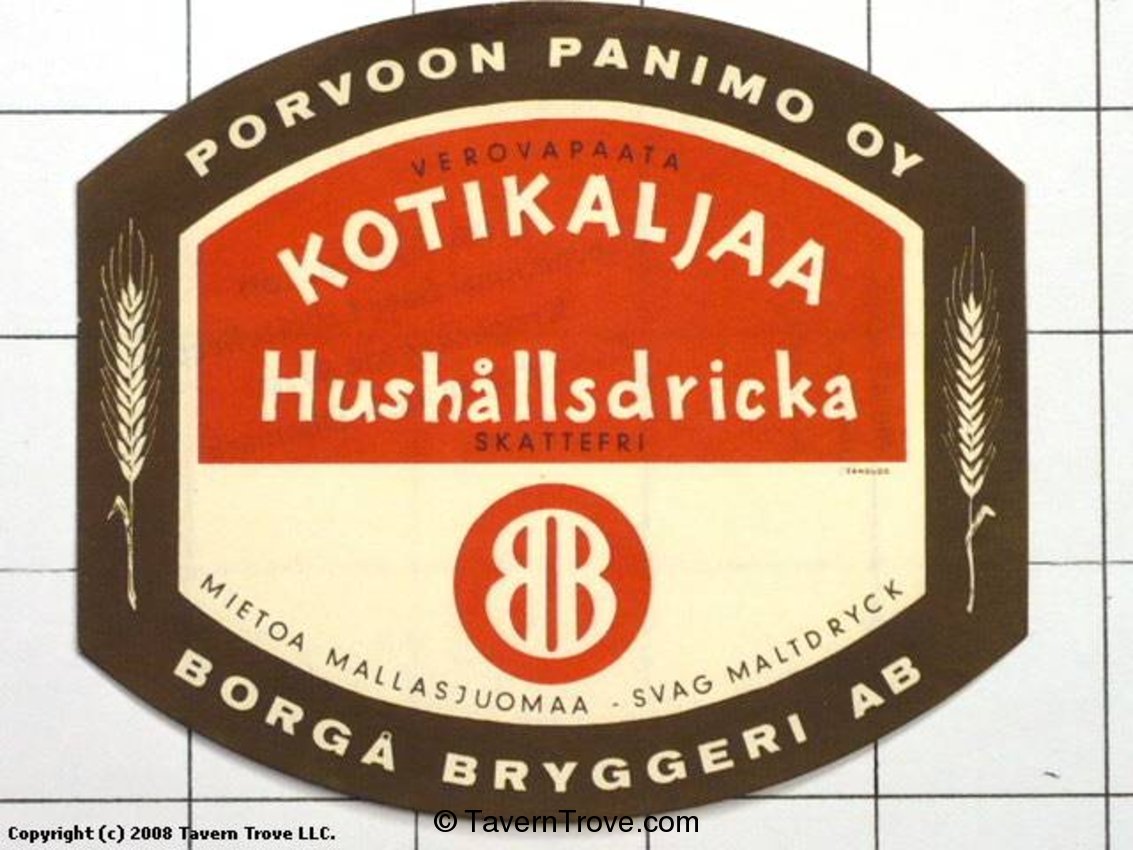 PORVOON PANIMO OY
VEROVAPAATA
KOTIKALJAA
Hushållsdricka
SKATTEFRI
BB
MIETOA MALLASJUOMAA - SVAG MALTDRYCK
BORGÅ BRYGGERI AB
© TavernTrove.com
Copyright (c) 2008 Tavern Trove LLC.